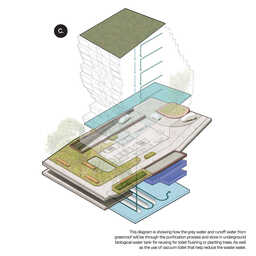 C.
This diagram is showing how the grey water and runoff water from
greenroof will be through the purification process and store in underground
biological water tank for reusing for toilet flushing or planting trees. As well
as the use of vacuum toilet that help reduce the waste water.